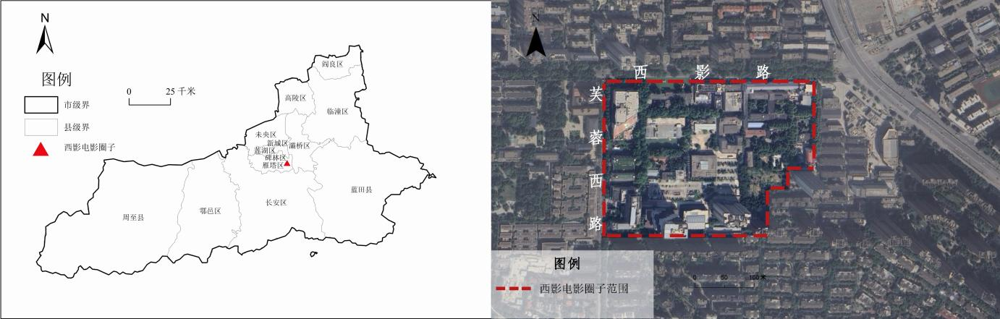 N
图例
市级界
县级界
西影电影圈子
0 25 千米
阎良区
高陵区
临潼区
未央区
新城区
灞桥区
莲湖区
碑林区
雁塔区
蓝田县
长安区
鄠邑区
周至县
N
西影路
芙蓉西路
图例
西影电影圈子范围
0 50 100米